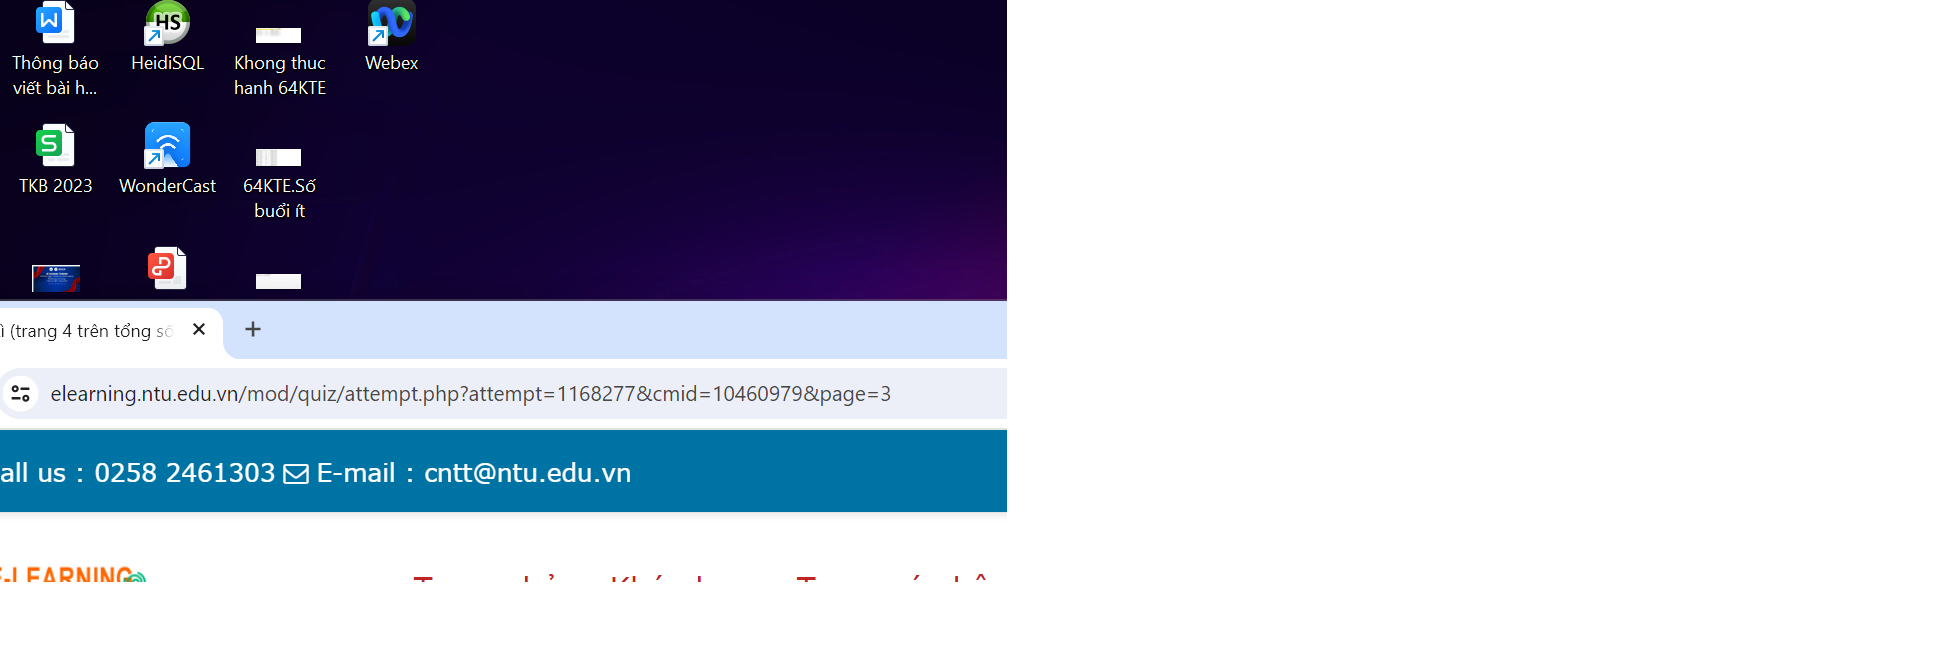 Thông báo
viết bài h...
HeidiSQL
Khong thuc
hanh 64KTE
Webex
TKB 2023
WonderCast
64KTE.Số
buổi ít
ì (trang 4 trên tổng số
elearning.ntu.edu.vn/mod/quiz/attempt.php?attempt=1168277&cmid=10460979&page=3
all us : 0258 2461303 E-mail : cntt@ntu.edu.vn
E-LEARNING